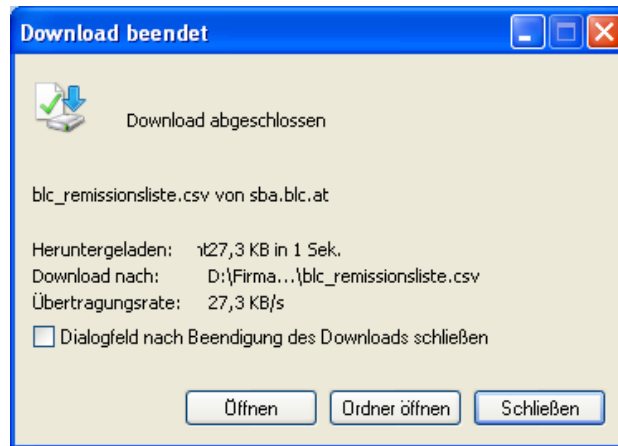 Download beendet
Download abgeschlossen
blc_remissionsliste.csv von sba.blc.at
Heruntergeladen: 27,3 KB in 1 Sek.
Download nach: D:\Firma...\blc_remissionsliste.csv
Übertragungsrate: 27,3 KB/s
Dialogfeld nach Beendigung des Downloads schließen
Öffnen Ordner öffnen Schließen